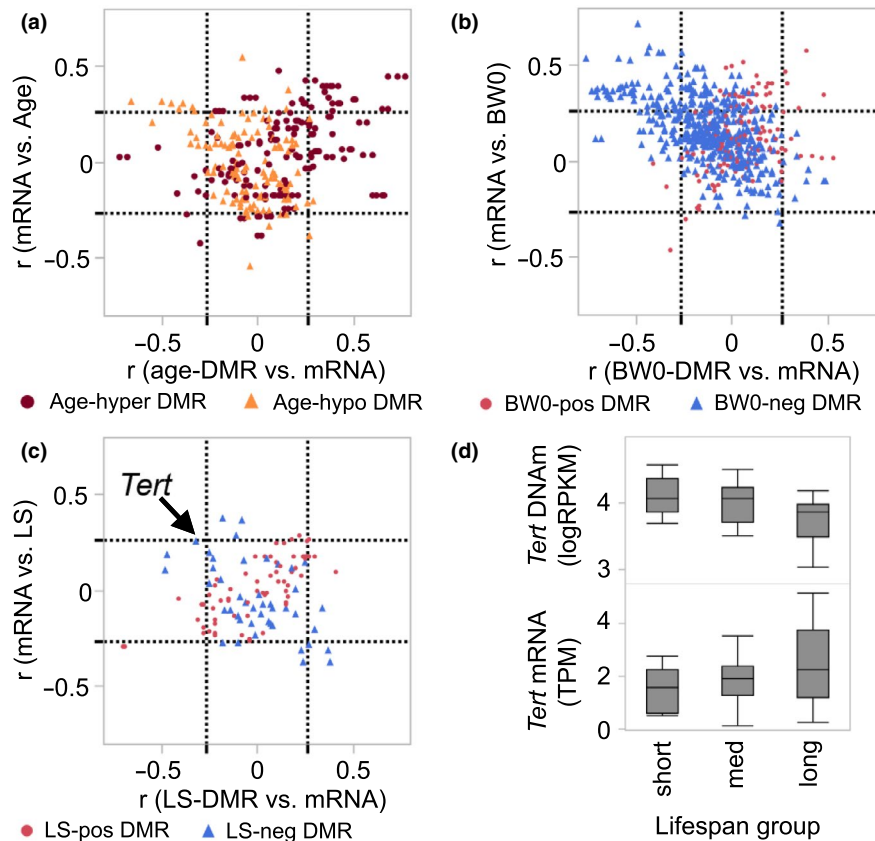 (a)
r (mRNA vs. Age)
0.5
0
−0.5
−0.5 0 0.5
r (age-DMR vs. mRNA)
Age-hyper DMR Age-hypo DMR
(b)
r (mRNA vs. BW0)
0.5
0
−0.5
−0.5 0 0.5
r (BW0-DMR vs. mRNA)
BW0-pos DMR BW0-neg DMR
(c)
Tert
r (mRNA vs. LS)
0.5
0
−0.5
−0.5 0 0.5
r (LS-DMR vs. mRNA)
LS-pos DMR LS-neg DMR
(d)
Tert DNAm
(logRPKM)
4
3
Tert mRNA
(TPM)
4
2
0
short med long
Lifespan group